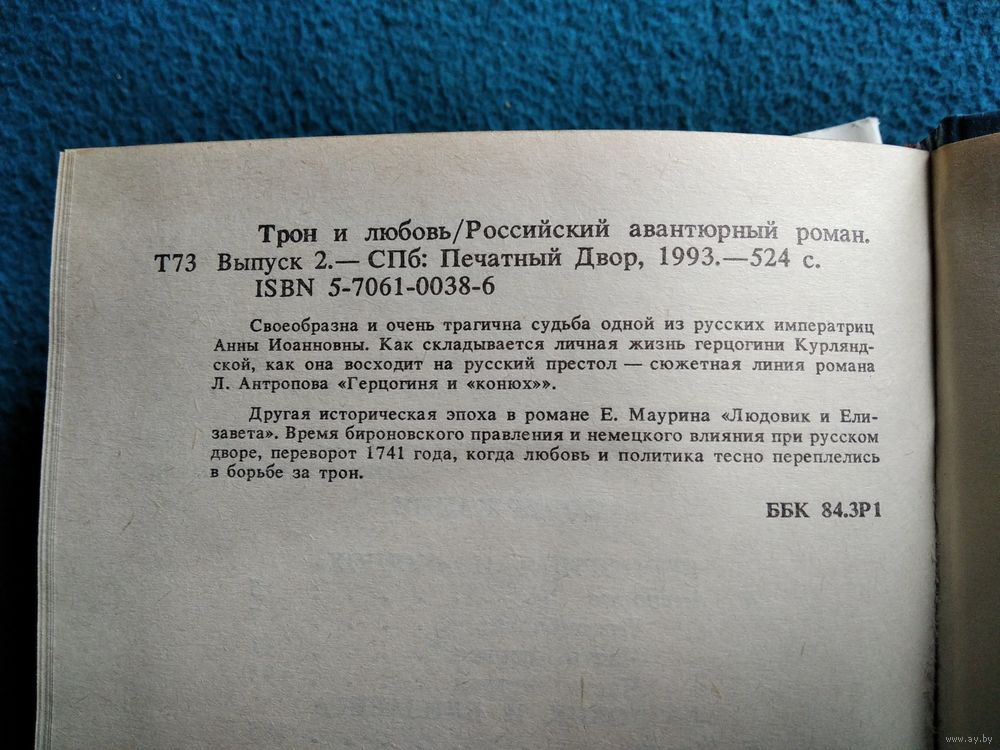 Трон и любовь/Российский авантюрный роман.
Т73 Выпуск 2.— СПб: Печатный Двор, 1993.—524 с.
ISBN 5-7061-0038-6
Своеобразна и очень трагична судьба одной из русских императриц
Анны Иоанновны. Как складывается личная жизнь герцогини Курлянд-
ской, как она восходит на русский престол — сюжетная линия романа
Л. Антропова «Герцогиня и «конюх»».
Другая историческая эпоха в романе Е. Маурина «Людовик и Ели-
завета». Время бироновского правления и немецкого влияния при русском
дворе, переворот 1741 года, когда любовь и политика тесно переплелись
в борьбе за трон.
ББК 84.3Р1
www.ay.by